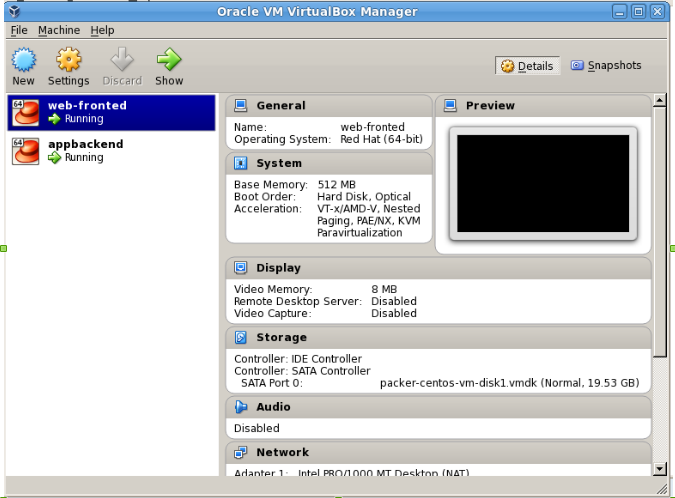 Oracle VM VirtualBox Manager
File Machine Help
New Settings Discard Show
Details Snapshots
64 web-fronted
Running
64 appbackend
Running
General
Name: web-fronted
Operating System: Red Hat (64-bit)
Preview
System
Base Memory: 512 MB
Boot Order: Hard Disk, Optical
Acceleration: VT-x/AMD-V, Nested
Paging, PAE/NX, KVM
Paravirtualization
Display
Video Memory: 8 MB
Remote Desktop Server: Disabled
Video Capture: Disabled
Storage
Controller: IDE Controller
Controller: SATA Controller
SATA Port 0: packer-centos-vm-disk1.vmdk (Normal, 19.53 GB)
Audio
Disabled
Network
Adapter 1: Intel PRO/1000 MT Desktop (NAT)